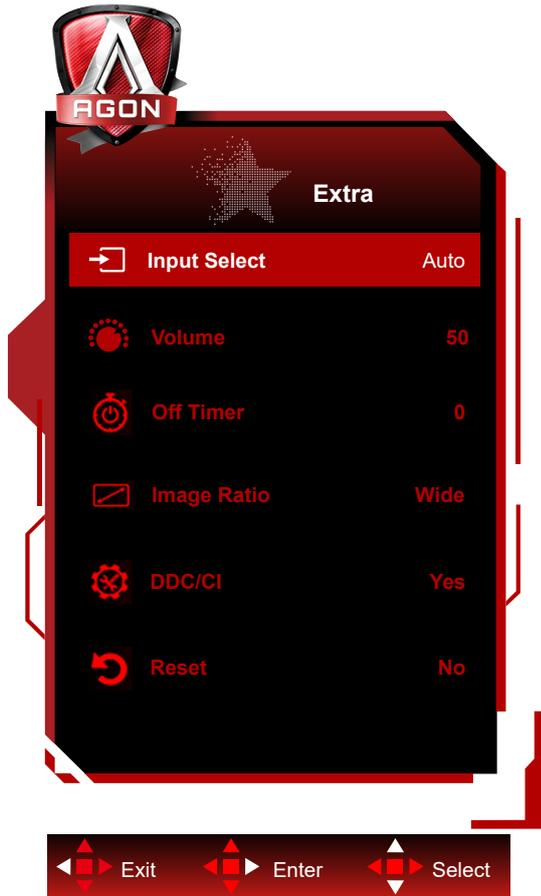 AGON
Extra
Input Select Auto
Volume 50
Off Timer 0
Image Ratio Wide
DDC/CI Yes
Reset No
Exit Enter Select